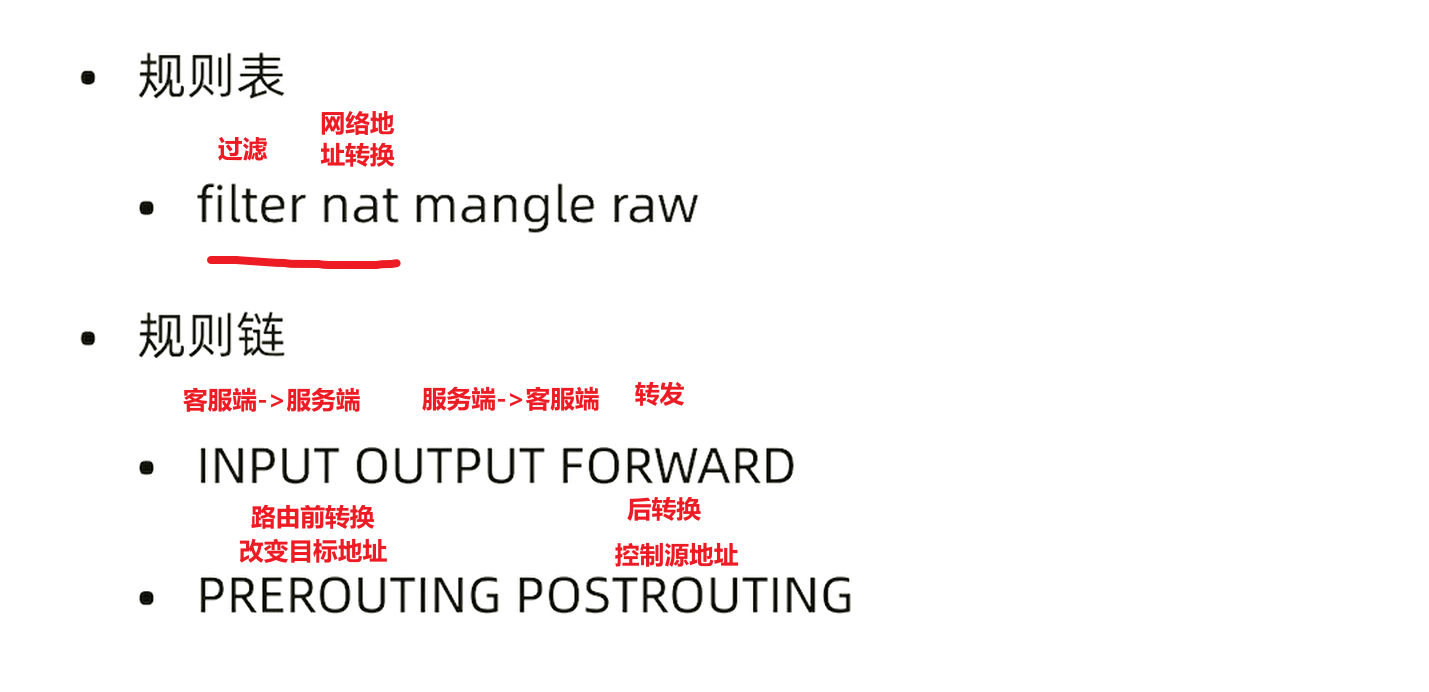 规则表
过滤
网络地
址转换
filter nat mangle raw
规则链
客服端->服务端 服务端->客服端 转发
INPUT OUTPUT FORWARD
路由前转换 后转换
改变目标地址 控制源地址
PREROUTING POSTROUTING